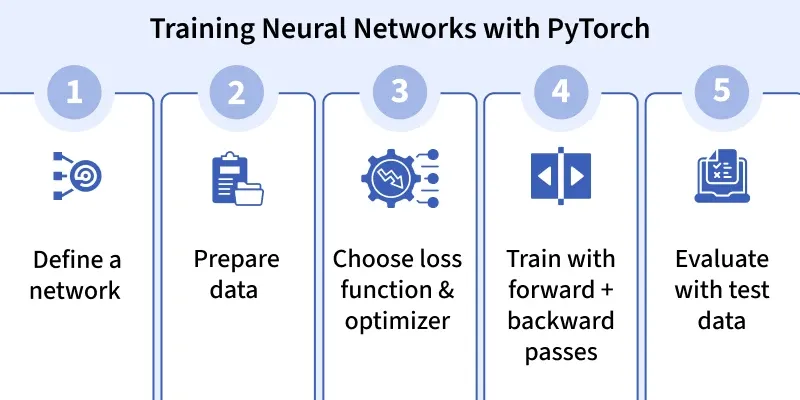 Training Neural Networks with PyTorch
1
Define a
network
2
Prepare
data
3
Choose loss
function &
optimizer
4
Train with
forward +
backward
passes
5
Evaluate
with test
data